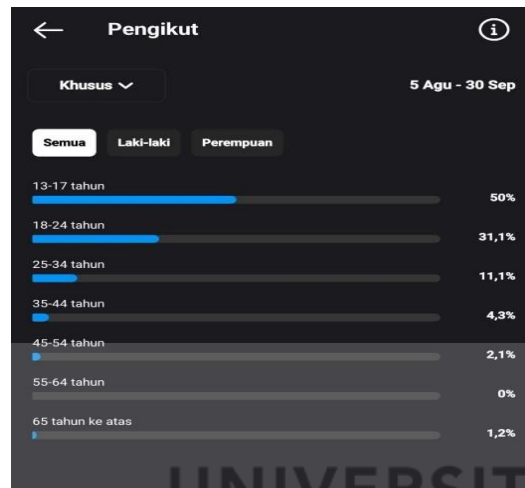 Pengikut
Khusus 5 Agu - 30 Sep
Semua Laki-laki Perempuan
13-17 tahun
50%
18-24 tahun
31,1%
25-34 tahun
11,1%
35-44 tahun
4,3%
45-54 tahun
2,1%
55-64 tahun
0%
65 tahun ke atas
1,2%
UNIVERSIT